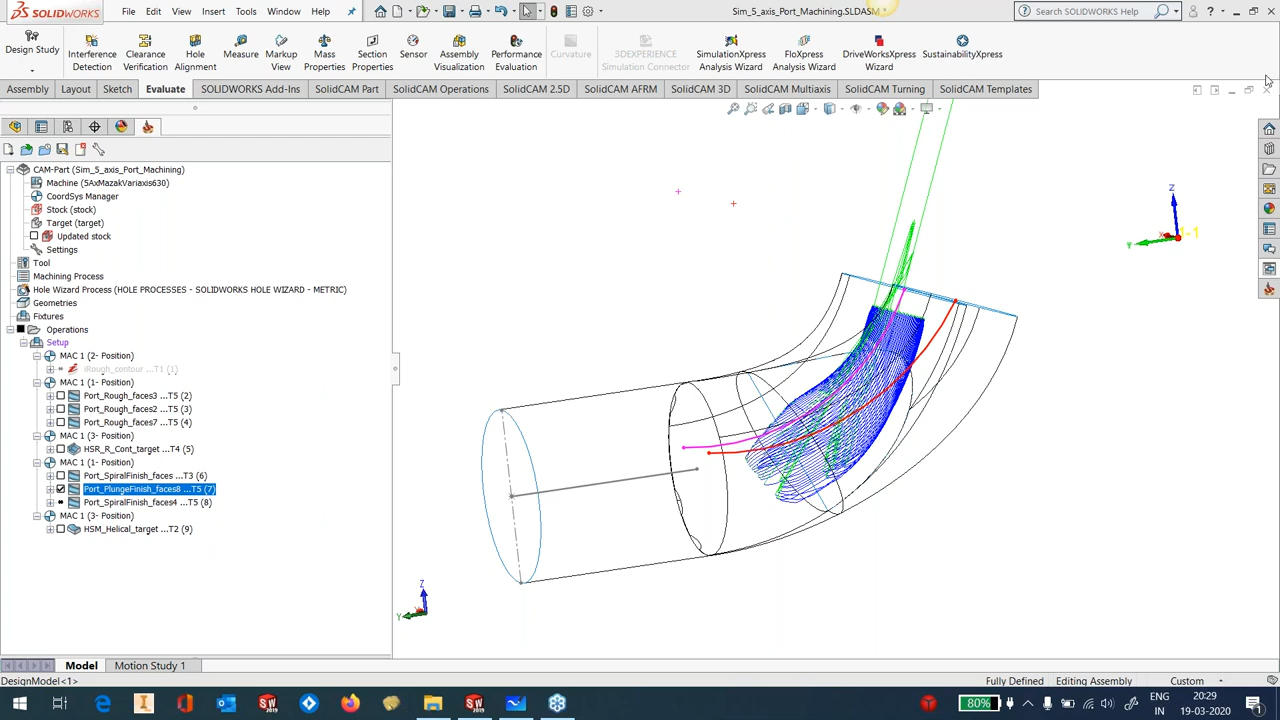 SOLIDWORKS
File
Edit
View
Insert
Tools
Window
Help
Sim_5_axis_Port_Machining.SLDASM *
Search SOLIDWORKS Help
Design Study
Interference Detection
Clearance Verification
Hole Alignment
Measure
Markup View
Mass Properties
Section Properties
Sensor
Assembly Visualization
Performance Evaluation
Curvature
3DEXPERIENCE Simulation Connector
SimulationXpress Analysis Wizard
FloXpress Analysis Wizard
DriveWorksXpress Wizard
SustainabilityXpress
Assembly
Layout
Sketch
Evaluate
SOLIDWORKS Add-Ins
SolidCAM Part
SolidCAM Operations
SolidCAM 2.5D
SolidCAM AFRM
SolidCAM 3D
SolidCAM Multiaxis
SolidCAM Turning
SolidCAM Templates
CAM-Part (Sim_5_axis_Port_Machining)
Machine (5AxMazakVariaxis630)
CoordSys Manager
Stock (stock)
Target (target)
Updated stock
Settings
Tool
Machining Process
Hole Wizard Process (HOLE PROCESSES - SOLIDWORKS HOLE WIZARD - METRIC)
Geometries
Fixtures
Operations
Setup
MAC 1 (2- Position)
iRough_contour ...T1 (1)
MAC 1 (1- Position)
Port_Rough_faces3 ...T5 (2)
Port_Rough_faces2 ...T5 (3)
Port_Rough_faces7 ...T5 (4)
MAC 1 (3- Position)
HSR_R_Cont_target ...T4 (5)
MAC 1 (1- Position)
Port_SpiralFinish_faces ...T3 (6)
Port_PlungeFinish_faces8 ...T5 (7)
Port_SpiralFinish_faces4 ...T5 (8)
MAC 1 (3- Position)
HSM_Helical_target ...T2 (9)
Z
X
Y
1-1
Z
Y
Model
Motion Study 1
DesignModel<1>
Fully Defined
Editing Assembly
Custom
80%
ENG
IN
20:29
19-03-2020